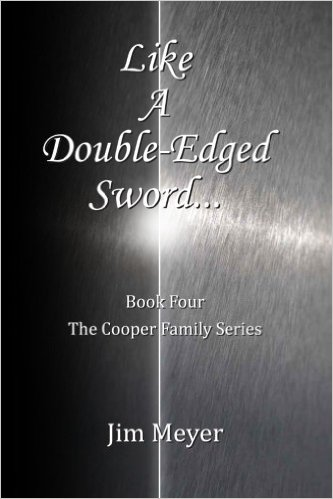 Like
A
Double-Edged
Sword...
Book Four
The Cooper Family Series
Jim Meyer